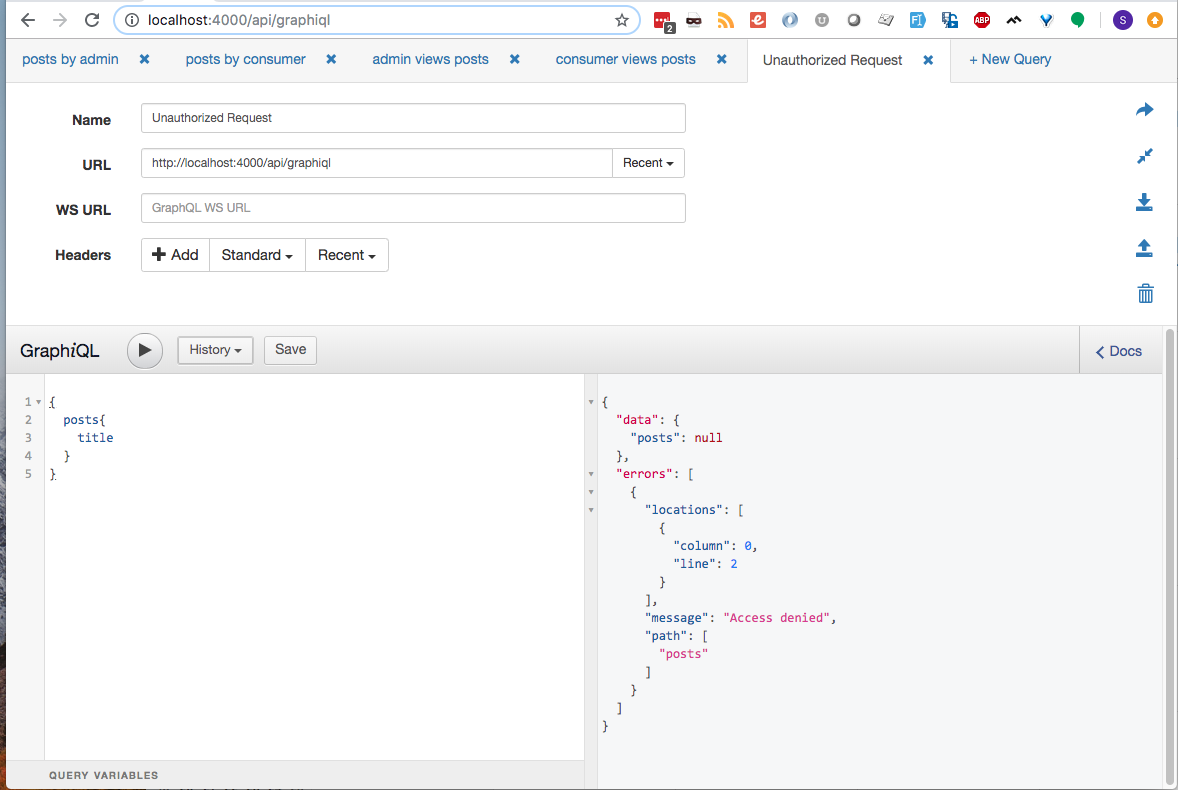 localhost:4000/api/graphiql
2
FI
ABP
S
posts by admin ✖ posts by consumer ✖ admin views posts ✖ consumer views posts ✖ Unauthorized Request ✖ + New Query
Name Unauthorized Request
URL http://localhost:4000/api/graphiql Recent
WS URL GraphQL WS URL
Headers + Add Standard Recent
GraphiQL History Save Docs
1 {
2 posts{
3 title
4 }
5 }
{
"data": {
"posts": null
},
"errors": [
{
"locations": [
{
"column": 0,
"line": 2
}
],
"message": "Access denied",
"path": [
"posts"
]
}
]
}
QUERY VARIABLES